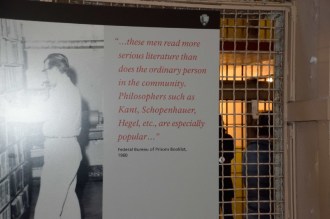 “…these men read more
serious literature than
does the ordinary person
in the community.
Philosophers such as
Kant, Schopenhauer,
Hegel, etc., are especially
popular…”
Federal Bureau of Prisons Booklet,
1960